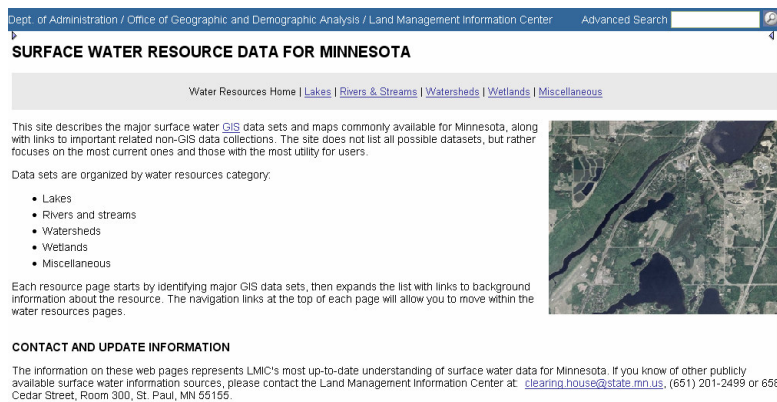 Dept. of Administration / Office of Geographic and Demographic Analysis / Land Management Information Center Advanced Search
SURFACE WATER RESOURCE DATA FOR MINNESOTA
Water Resources Home | Lakes | Rivers & Streams | Watersheds | Wetlands | Miscellaneous
This site describes the major surface water GIS data sets and maps commonly available for Minnesota, along
with links to important related non-GIS data collections. The site does not list all possible datasets, but rather
focuses on the most current ones and those with the most utility for users.
Data sets are organized by water resources category:
• Lakes
• Rivers and streams
• Watersheds
• Wetlands
• Miscellaneous
Each resource page starts by identifying major GIS data sets, then expands the list with links to background
information about the resource. The navigation links at the top of each page will allow you to move within the
water resources pages.
CONTACT AND UPDATE INFORMATION
The information on these web pages represents LMIC's most up-to-date understanding of surface water data for Minnesota. If you know of other publicly
available surface water information sources, please contact the Land Management Information Center at: clearing.house@state.mn.us, (651) 201-2499 or 658
Cedar Street, Room 300, St. Paul, MN 55155.